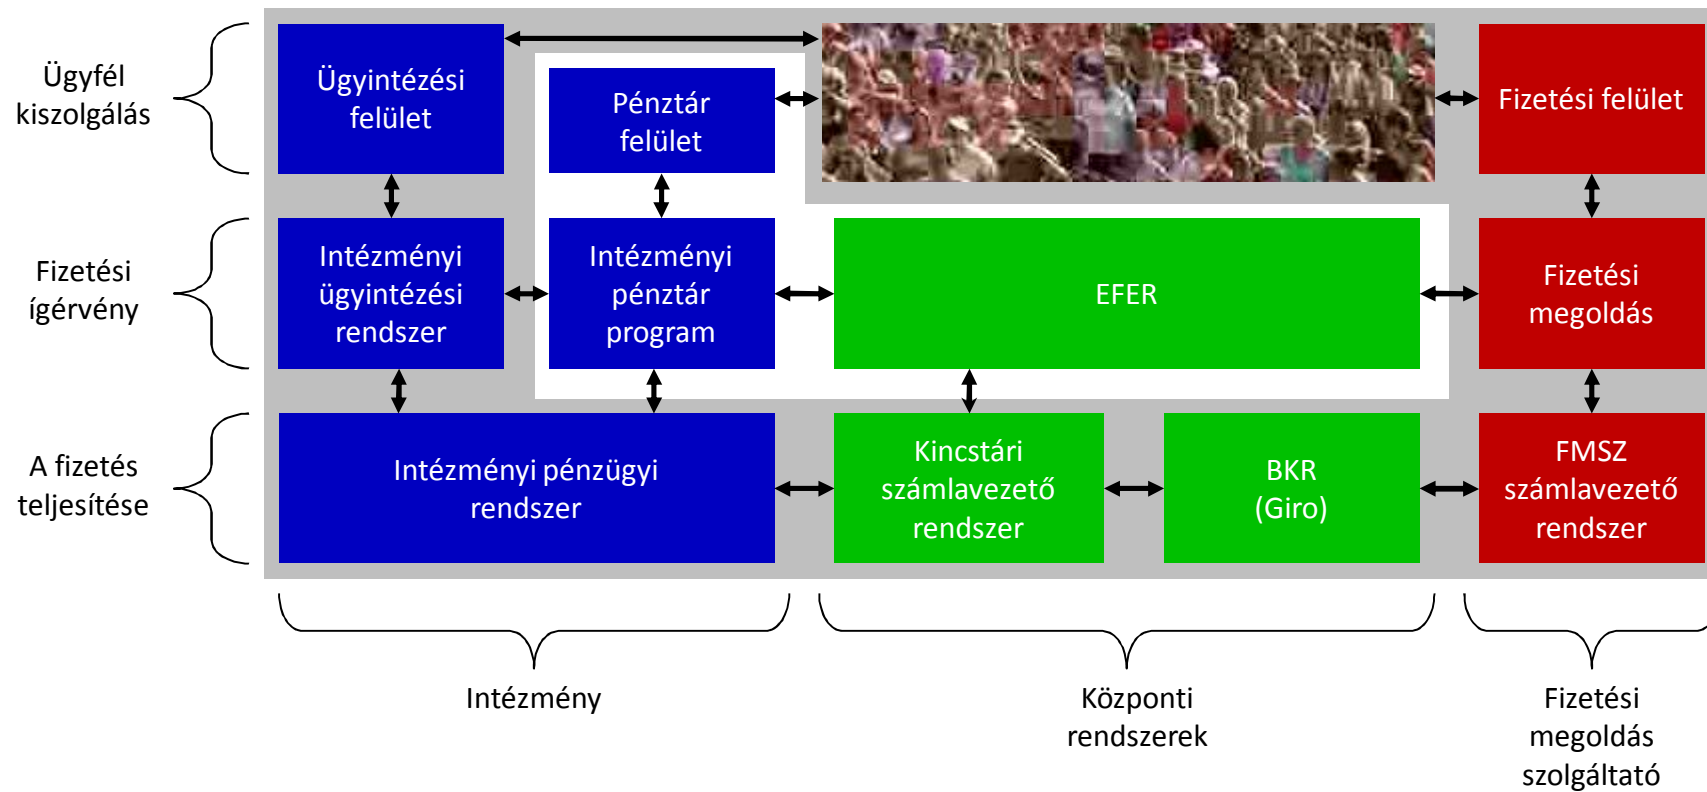 Ügyfél
kiszolgálás
Ügyintézési
felület
Pénztár
felület
Fizetési felület
Fizetési
ígérvény
Intézményi
ügyintézési
rendszer
Intézményi
pénztár
program
EFER
Fizetési
megoldás
A fizetés
teljesítése
Intézményi pénzügyi
rendszer
Kincstári
számlavezető
rendszer
BKR
(Giro)
FMSZ
számlavezető
rendszer
Intézmény
Központi
rendszerek
Fizetési
megoldás
szolgáltató